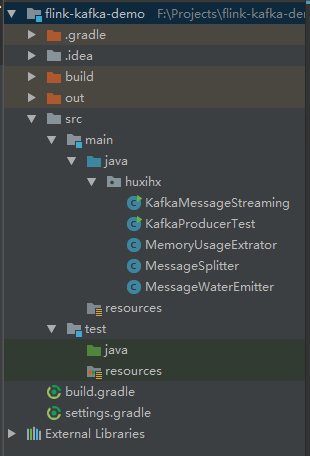 flink-kafka-demo F:\Projects\flink-kafka-de
.gradle
.idea
build
out
src
main
java
huxihx
KafkaMessageStreaming
KafkaProducerTest
MemoryUsageExtrator
MessageSplitter
MessageWaterEmitter
resources
test
java
resources
build.gradle
settings.gradle
External Libraries